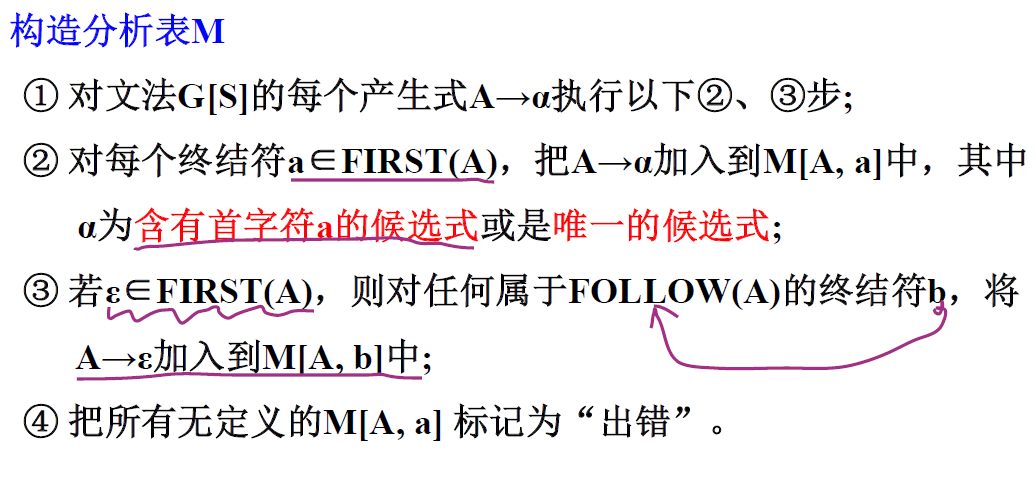 构造分析表M
① 对文法G[S]的每个产生式A→α执行以下②、③步;
② 对每个终结符a∈FIRST(A)，把A→α加入到M[A, a]中，其中
α为含有首字符a的候选式或是唯一的候选式;
③ 若ε∈FIRST(A)，则对任何属于FOLLOW(A)的终结符b，将
A→ε加入到M[A, b]中;
④ 把所有无定义的M[A, a] 标记为“出错”。